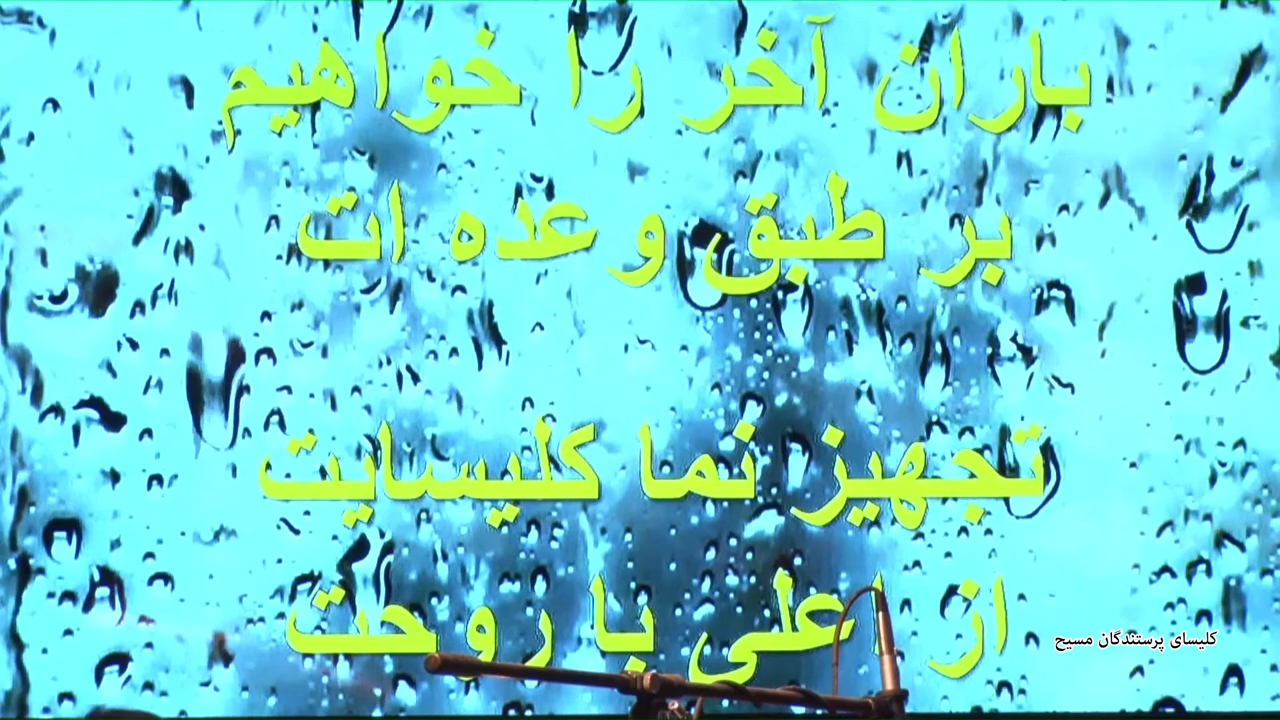 باران آخر را خواهیم
بر طبق وعده ات
تجهیز نما کلیسایت
از اعلی با روحت
کلیسای پرستندگان مسیح